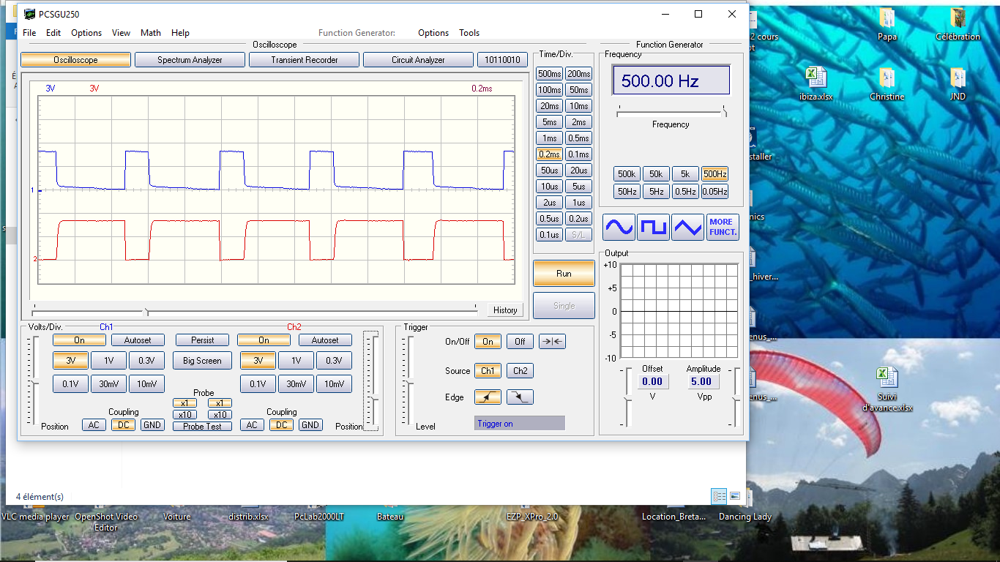 PCSGU250
File Edit Options View Math Help Function Generator: Options Tools
Oscilloscope
Oscilloscope Spectrum Analyzer Transient Recorder Circuit Analyzer 10110010
3V 3V 0.2ms
1
2
History
Time/Div.
500ms 200ms
100ms 50ms
20ms 10ms
5ms 2ms
1ms 0.5ms
0.2ms 0.1ms
50us 20us
10us 5us
2us 1us
0.5us 0.2us
0.1us S/L
Run
Single
Function Generator
Frequency
500.00 Hz
Frequency
500k 50k 5k 500Hz
50Hz 5Hz 0.5Hz 0.05Hz
MORE
FUNCT.
Output
+10
+5
0
-5
-10
Offset Amplitude
0.00 5.00
V Vpp
Volts/Div. Ch1 Ch2
On Autoset Persist On Autoset
3V 1V 0.3V Big Screen 3V 1V 0.3V
0.1V 30mV 10mV 0.1V 30mV 10mV
Probe
x1 x1
Coupling x10 x10 Coupling
Position AC DC GND Probe Test AC DC GND Position
Trigger
On/Off On Off
Source Ch1 Ch2
Edge
Level Trigger on
4 élément(s)
Papa Célébration
ibiza.xlsx Christine JND
Suivi
d'avance.xlsx
VLC media player OpenShot Video
Editor
Voiture distrib.xlsx PcLab2000LT Bateau EZP_XPro_2.0 Location_Breta... Dancing Lady